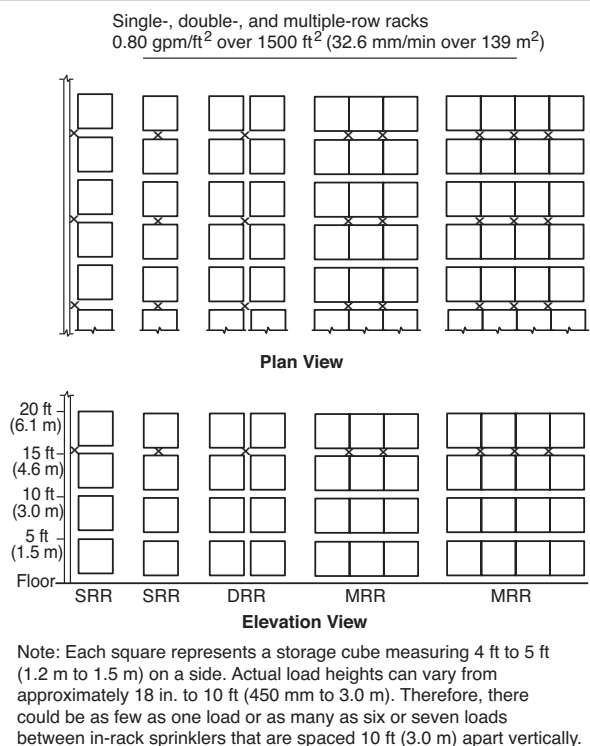 Single-, double-, and multiple-row racks
0.80 gpm/ft² over 1500 ft² (32.6 mm/min over 139 m²)
Plan View
20 ft
(6.1 m)
15 ft
(4.6 m)
10 ft
(3.0 m)
5 ft
(1.5 m)
Floor
SRR SRR DRR MRR MRR
Elevation View
Note: Each square represents a storage cube measuring 4 ft to 5 ft
(1.2 m to 1.5 m) on a side. Actual load heights can vary from
approximately 18 in. to 10 ft (450 mm to 3.0 m). Therefore, there
could be as few as one load or as many as six or seven loads
between in-rack sprinklers that are spaced 10 ft (3.0 m) apart vertically.